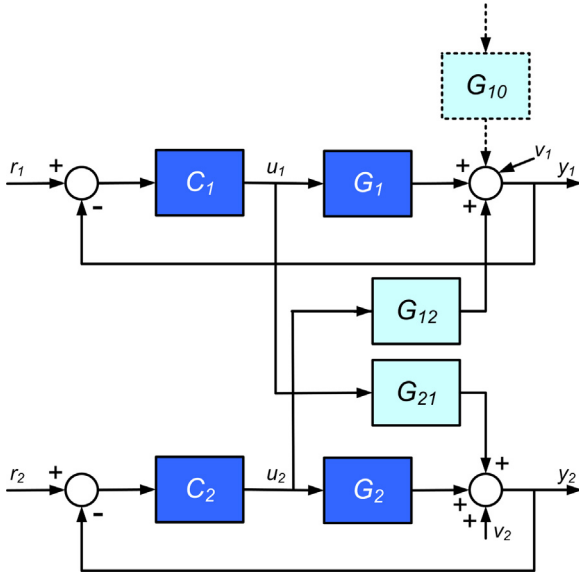 G10
v1
r1 + C1 u1 G1 + y1
- +
G12
G21
r2 + C2 u2 G2 + y2
- + +
v2